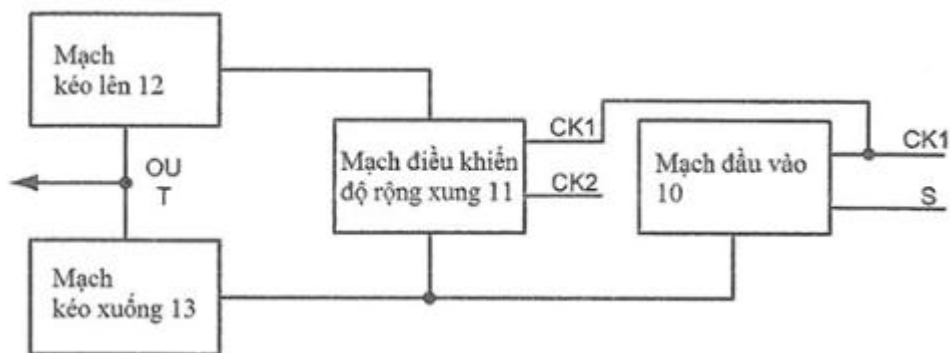 Mạch
kéo lên 12
OU
T
Mạch
kéo xuống 13
Mạch điều khiển
độ rộng xung 11
CK1
CK2
Mạch đầu vào
10
CK1
S